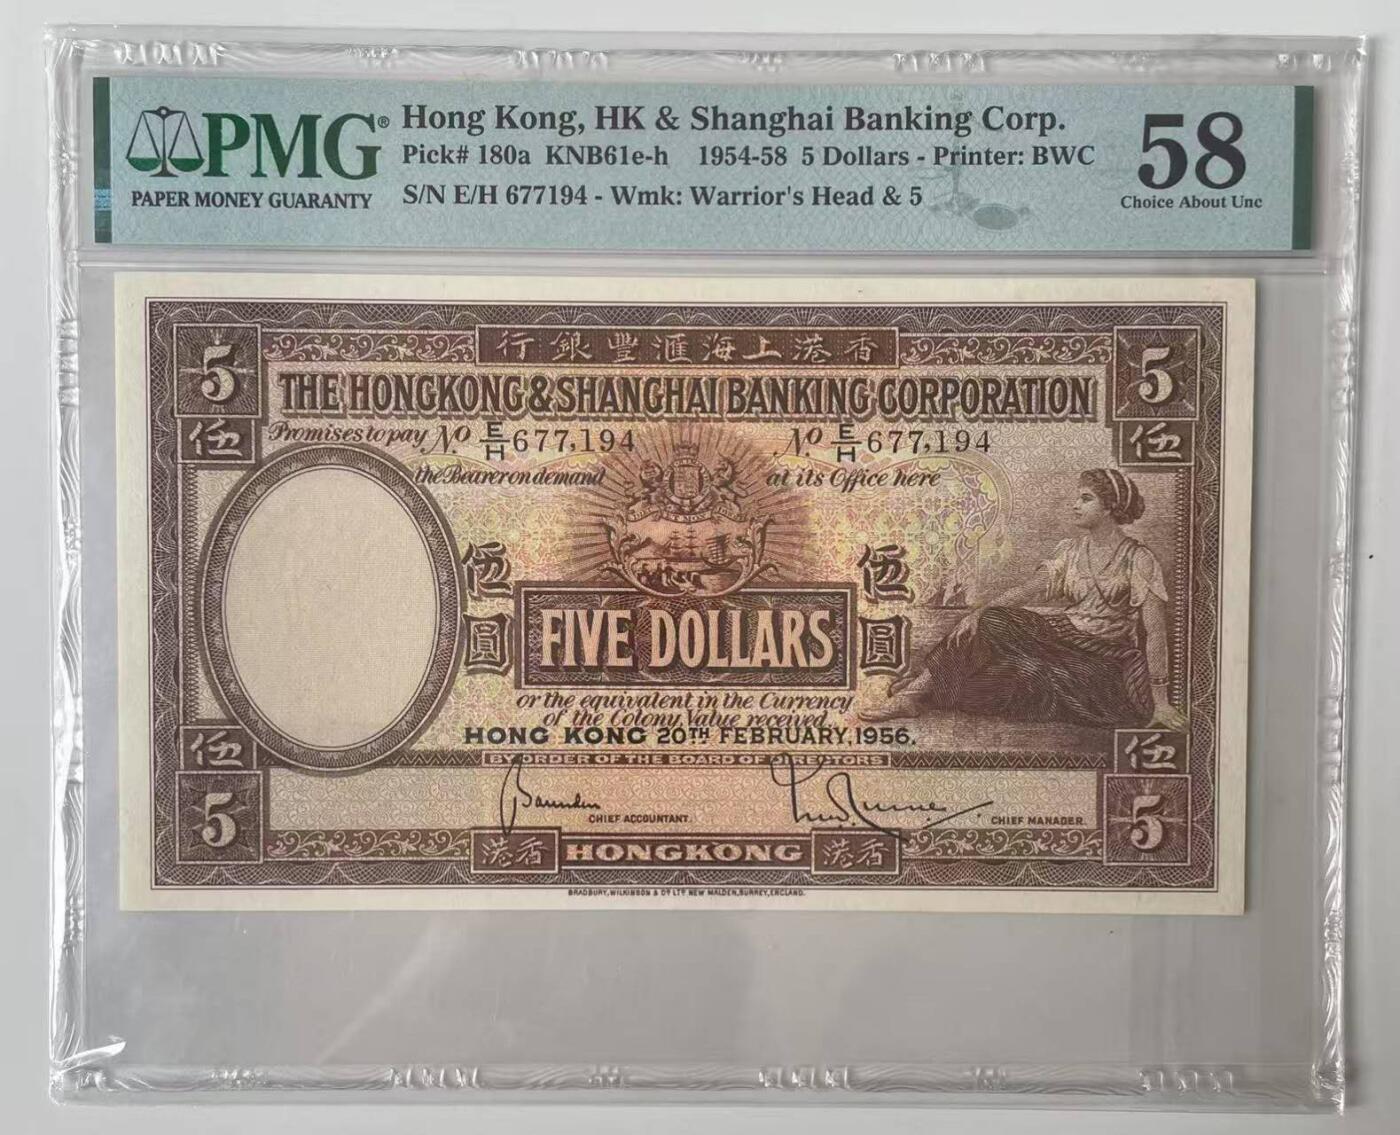 PMG®
PAPER MONEY GUARANTY
Hong Kong, HK & Shanghai Banking Corp.
Pick# 180a KNB61e-h 1954-58 5 Dollars - Printer: BWC
S/N E/H 677194 - Wmk: Warrior's Head & 5
58
Choice About Unc
行銀豐滙海上港香
5
5
THE HONGKONG & SHANGHAI BANKING CORPORATION
伍
伍
Promises to pay No. E/H 677,194
No. E/H 677,194
the Bearer on demand
at its Office here
伍圓
伍圓
FIVE DOLLARS
or the equivalent in the Currency
of the Colony, Value received.
HONG KONG 20TH FEBRUARY, 1956.
BY ORDER OF THE BOARD OF DIRECTORS
伍
伍
5
5
CHIEF ACCOUNTANT.
CHIEF MANAGER.
港香 HONGKONG 港香
BRADBURY, WILKINSON & Co LTD NEW MALDEN, SURREY, ENGLAND.